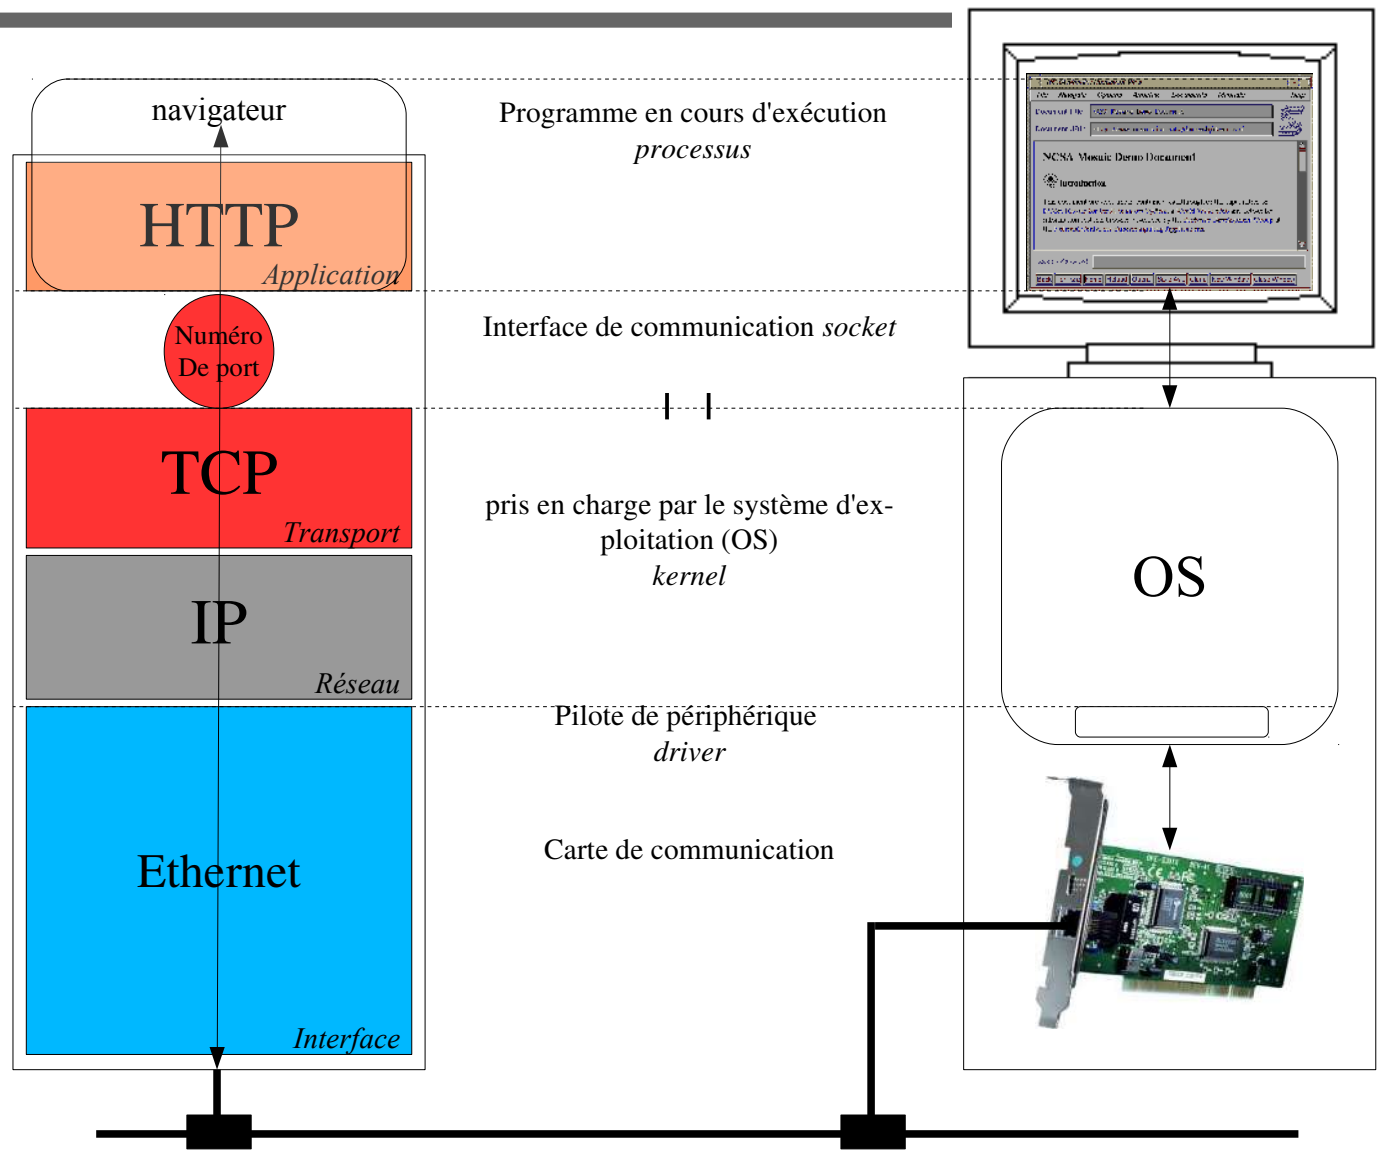 navigateur
HTTP
Application
Numéro
De port
TCP
Transport
IP
Réseau
Ethernet
Interface
Programme en cours d'exécution
processus
Interface de communication socket
pris en charge par le système d'ex-
ploitation (OS)
kernel
Pilote de périphérique
driver
Carte de communication
NCSA Mosaic Demo Document
Introduction
OS